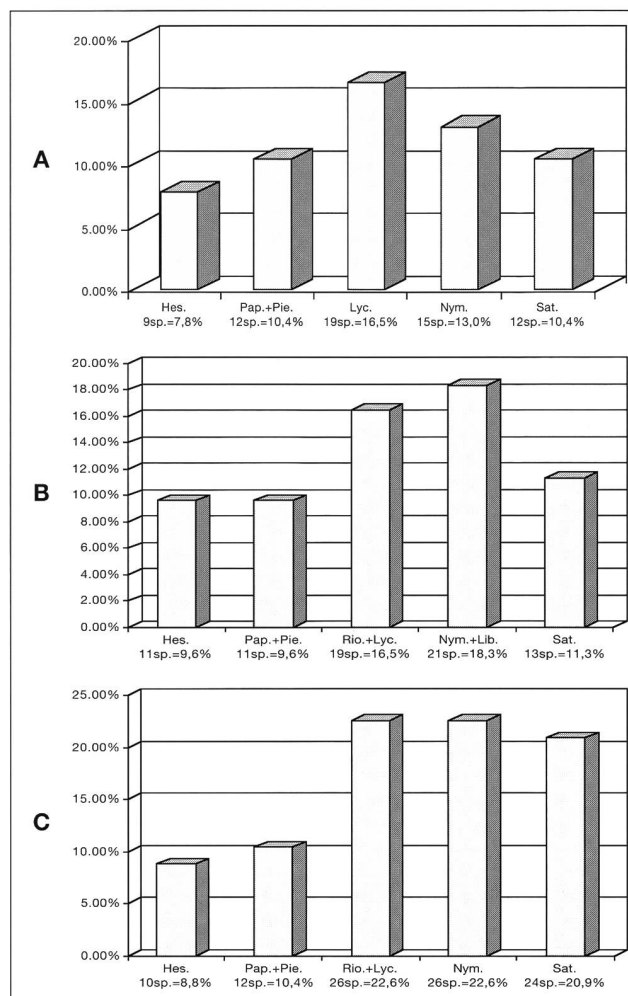 20.00%
15.00%
A
10.00%
5.00%
0.00%
Hes. Pap.+Pie. Lyc. Nym. Sat.
9sp.=7,8% 12sp.=10,4% 19sp.=16,5% 15sp.=13,0% 12sp.=10,4%
20.00%
18.00%
16.00%
14.00%
12.00%
B
10.00%
8.00%
6.00%
4.00%
2.00%
0.00%
Hes. Pap.+Pie. Rio.+Lyc. Nym.+Lib. Sat.
11sp.=9,6% 11sp.=9,6% 19sp.=16,5% 21sp.=18,3% 13sp.=11,3%
25.00%
20.00%
15.00%
C
10.00%
5.00%
0.00%
Hes. Pap.+Pie. Rio.+Lyc. Nym. Sat.
10sp.=8,8% 12sp.=10,4% 26sp.=22,6% 26sp.=22,6% 24sp.=20,9%